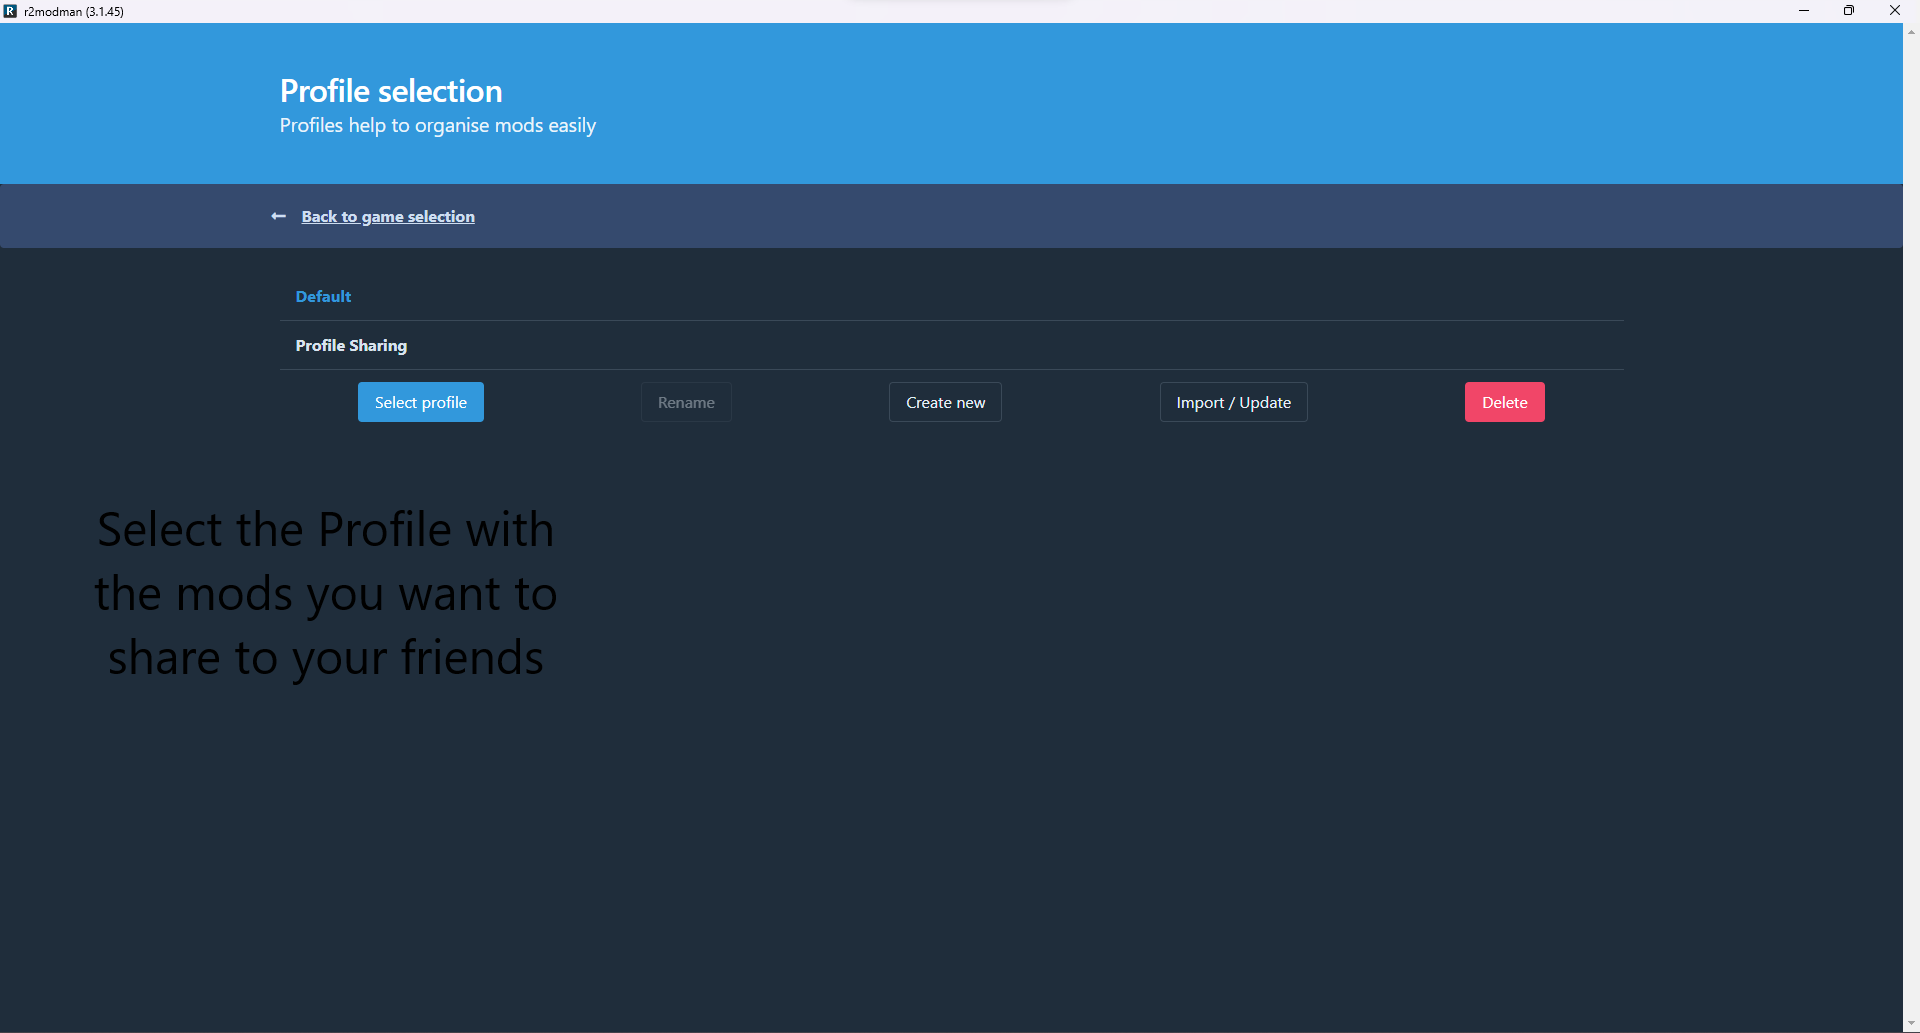 r2modman (3.1.45)
Profile selection
Profiles help to organise mods easily
Back to game selection
Default
Profile Sharing
Select profile
Rename
Create new
Import / Update
Delete
Select the Profile with
the mods you want to
share to your friends